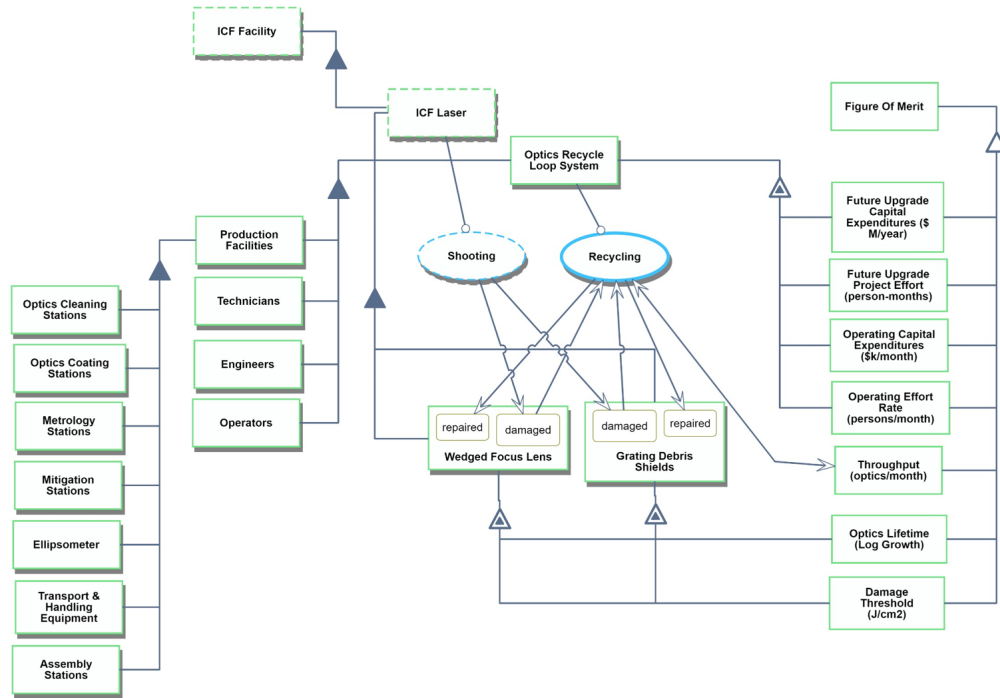 ICF Facility
ICF Laser
Figure Of Merit
Optics Recycle
Loop System
Future Upgrade
Capital
Expenditures ($
M/year)
Production
Facilities
Shooting
Recycling
Future Upgrade
Project Effort
(person-months)
Optics Cleaning
Stations
Technicians
Operating Capital
Expenditures
($k/month)
Optics Coating
Stations
Engineers
Operating Effort
Rate
(persons/month)
Metrology
Stations
Operators
repaired
damaged
Wedged Focus Lens
damaged
repaired
Grating Debris
Shields
Throughput
(optics/month)
Mitigation
Stations
Ellipsometer
Optics Lifetime
(Log Growth)
Transport &
Handling
Equipment
Damage
Threshold
(J/cm2)
Assembly
Stations